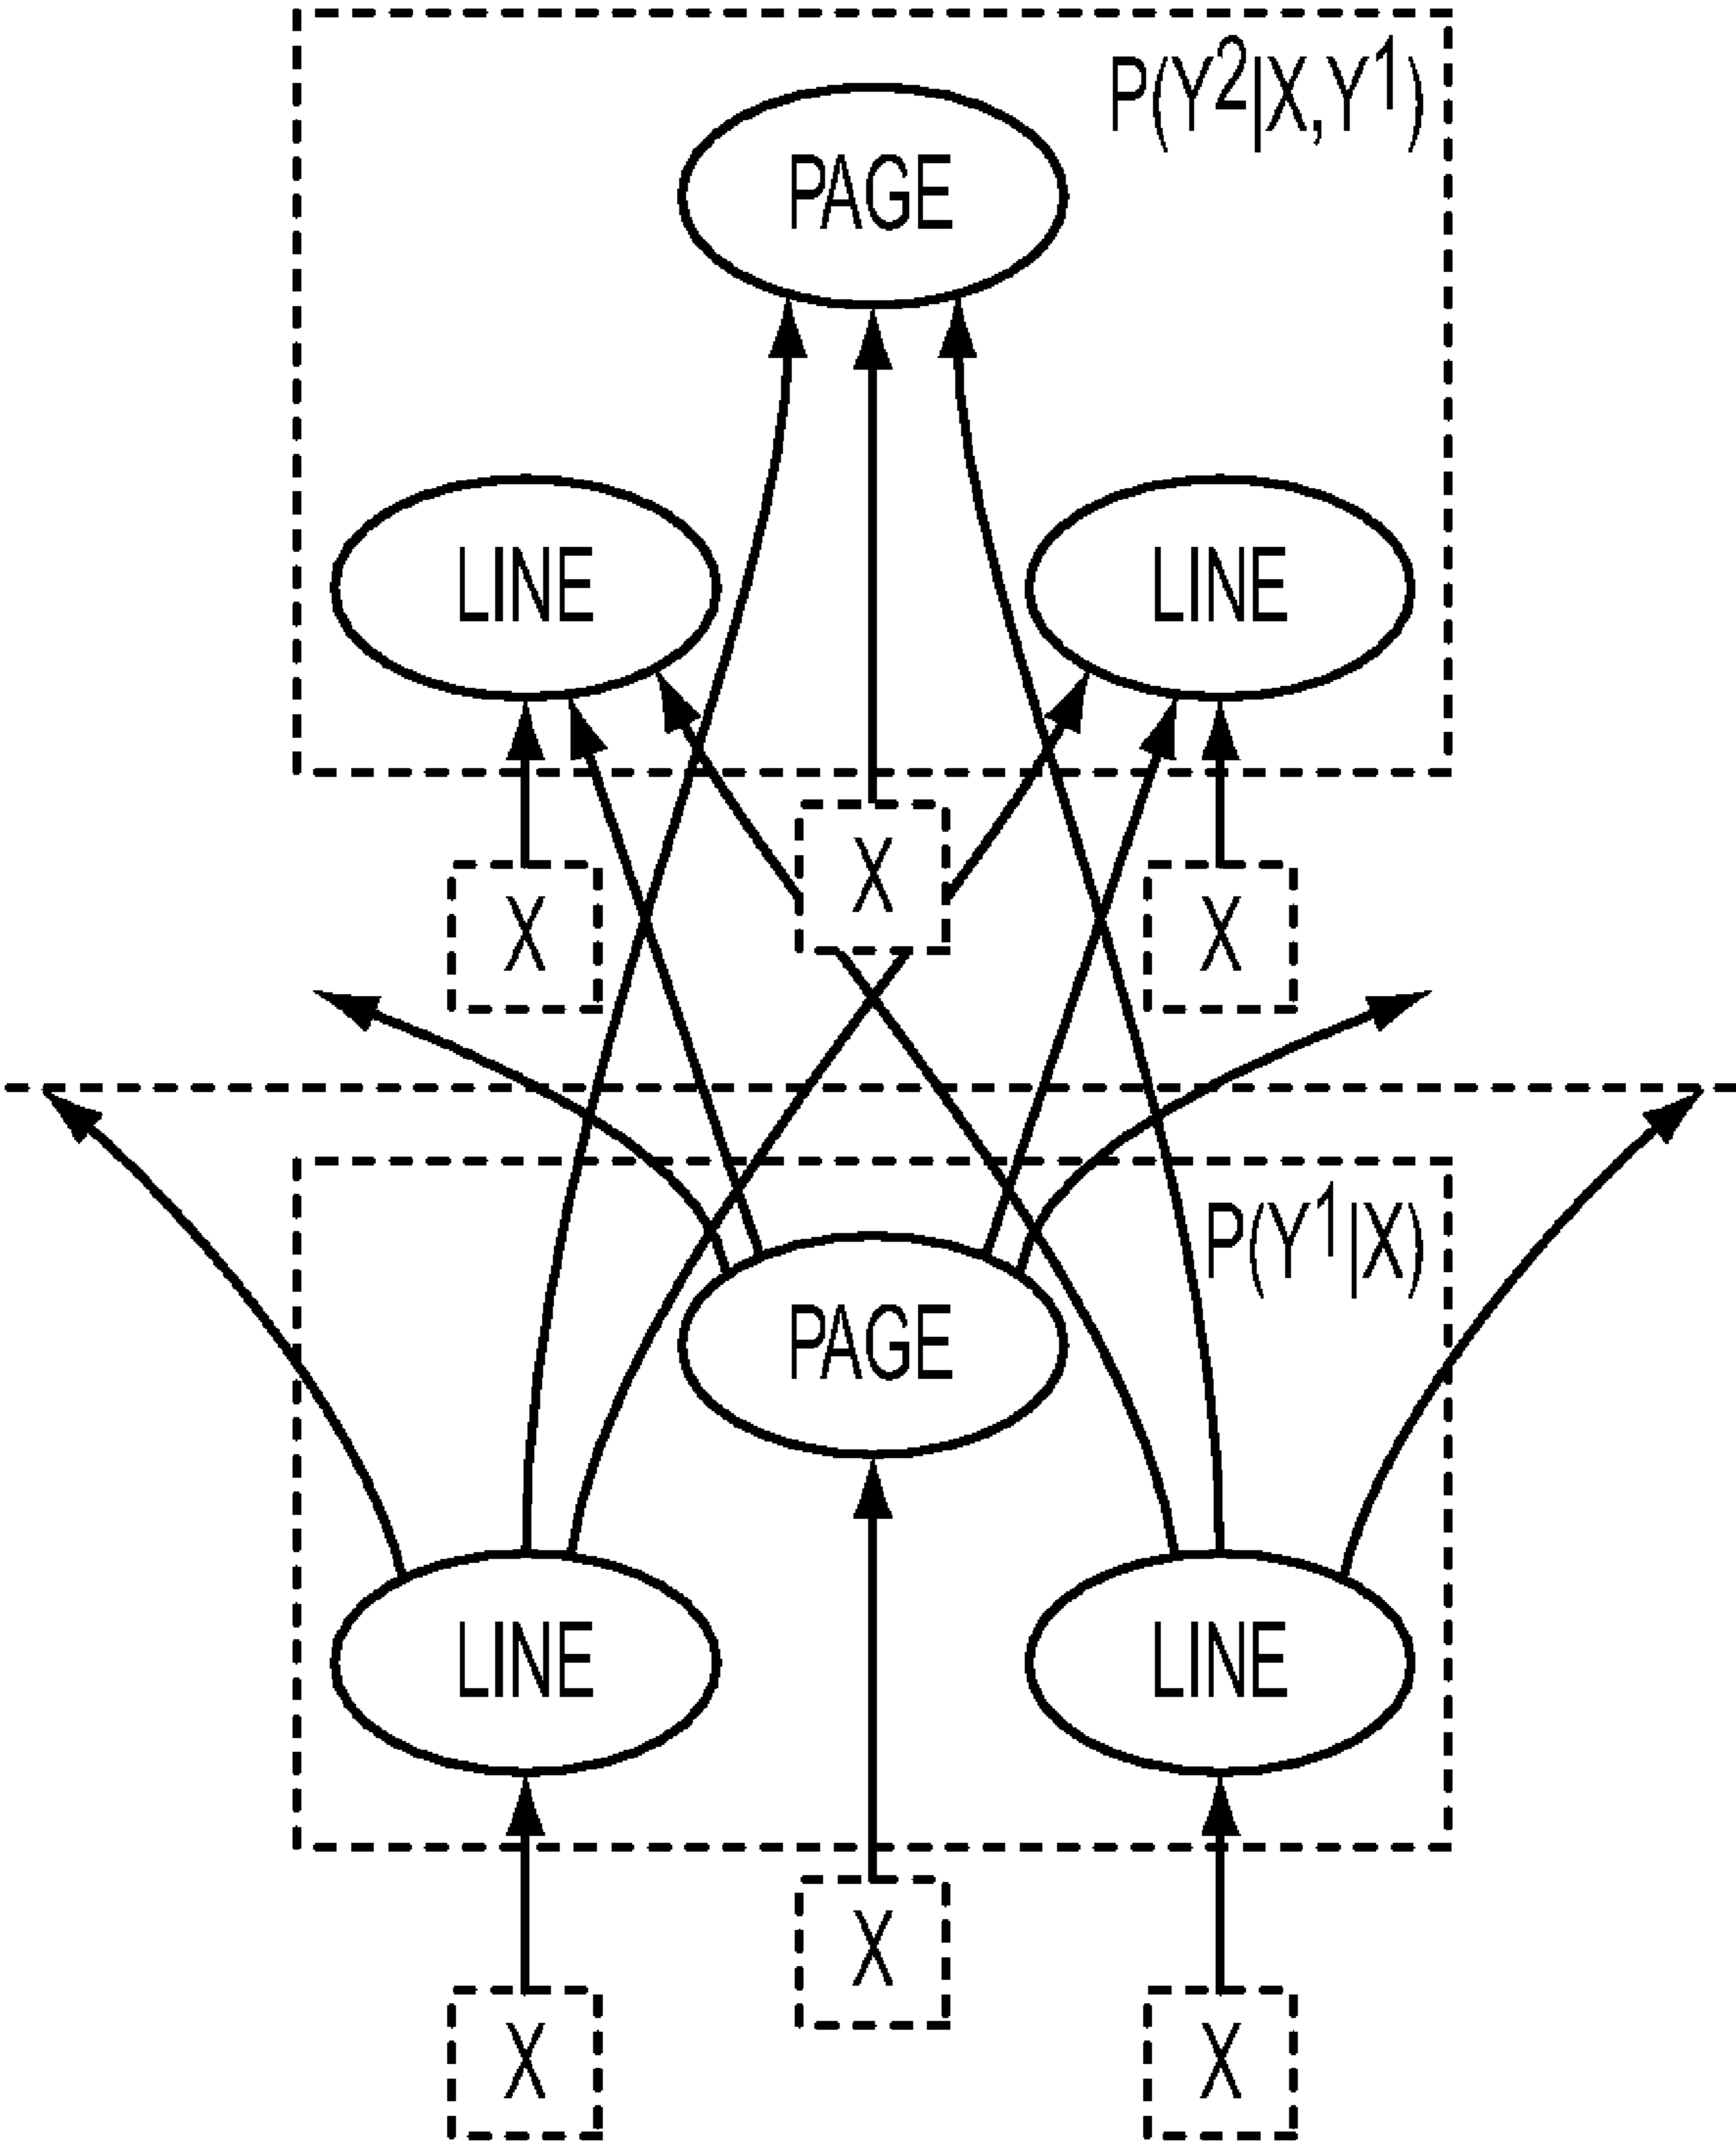 P(Y²|X,Y¹)
PAGE
LINE LINE
X
X X
P(Y¹|X)
PAGE
LINE LINE
X
X X